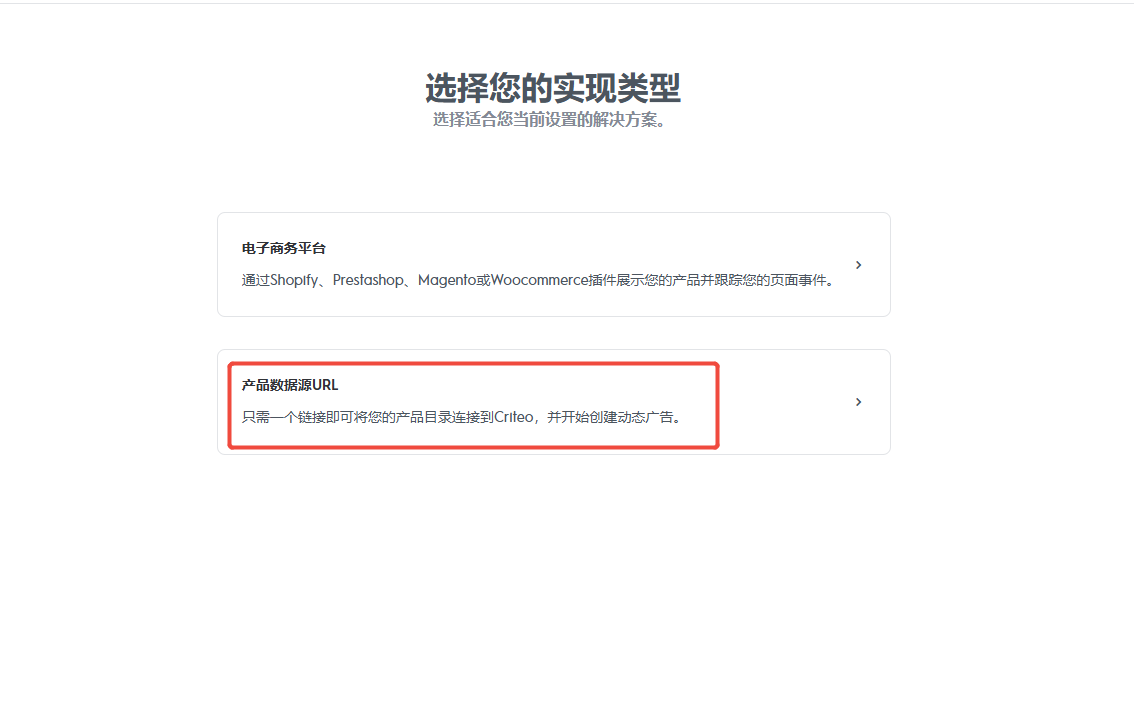 选择您的实现类型
选择适合您当前设置的解决方案。
电子商务平台
通过Shopify、Prestashop、Magento或Woocommerce插件展示您的产品并跟踪您的页面事件。
产品数据源URL
只需一个链接即可将您的产品目录连接到Criteo，并开始创建动态广告。